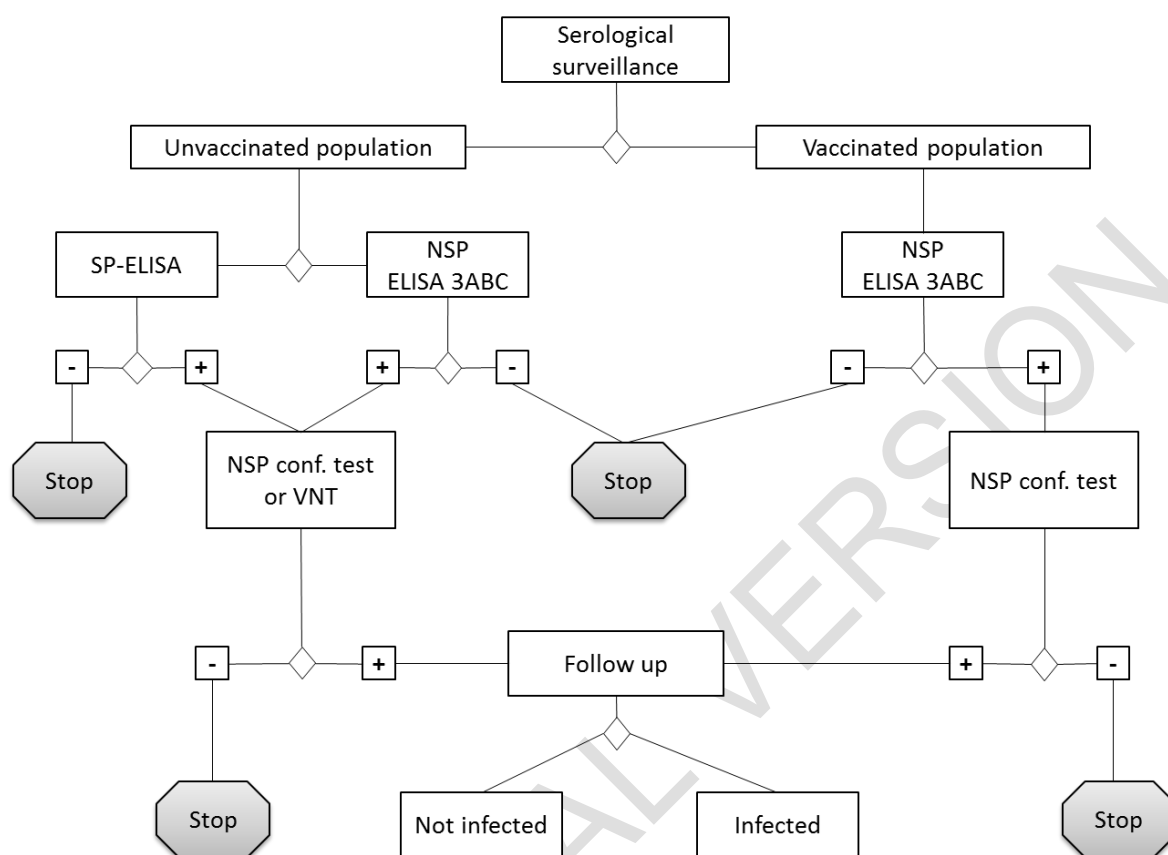 Serological
surveillance
Unvaccinated population
Vaccinated population
SP-ELISA
NSP
ELISA 3ABC
NSP
ELISA 3ABC
-
+
+
-
-
+
Stop
NSP conf. test
or VNT
Stop
NSP conf. test
-
+
Follow up
+
-
Stop
Not infected
Infected
Stop
AL VERSION